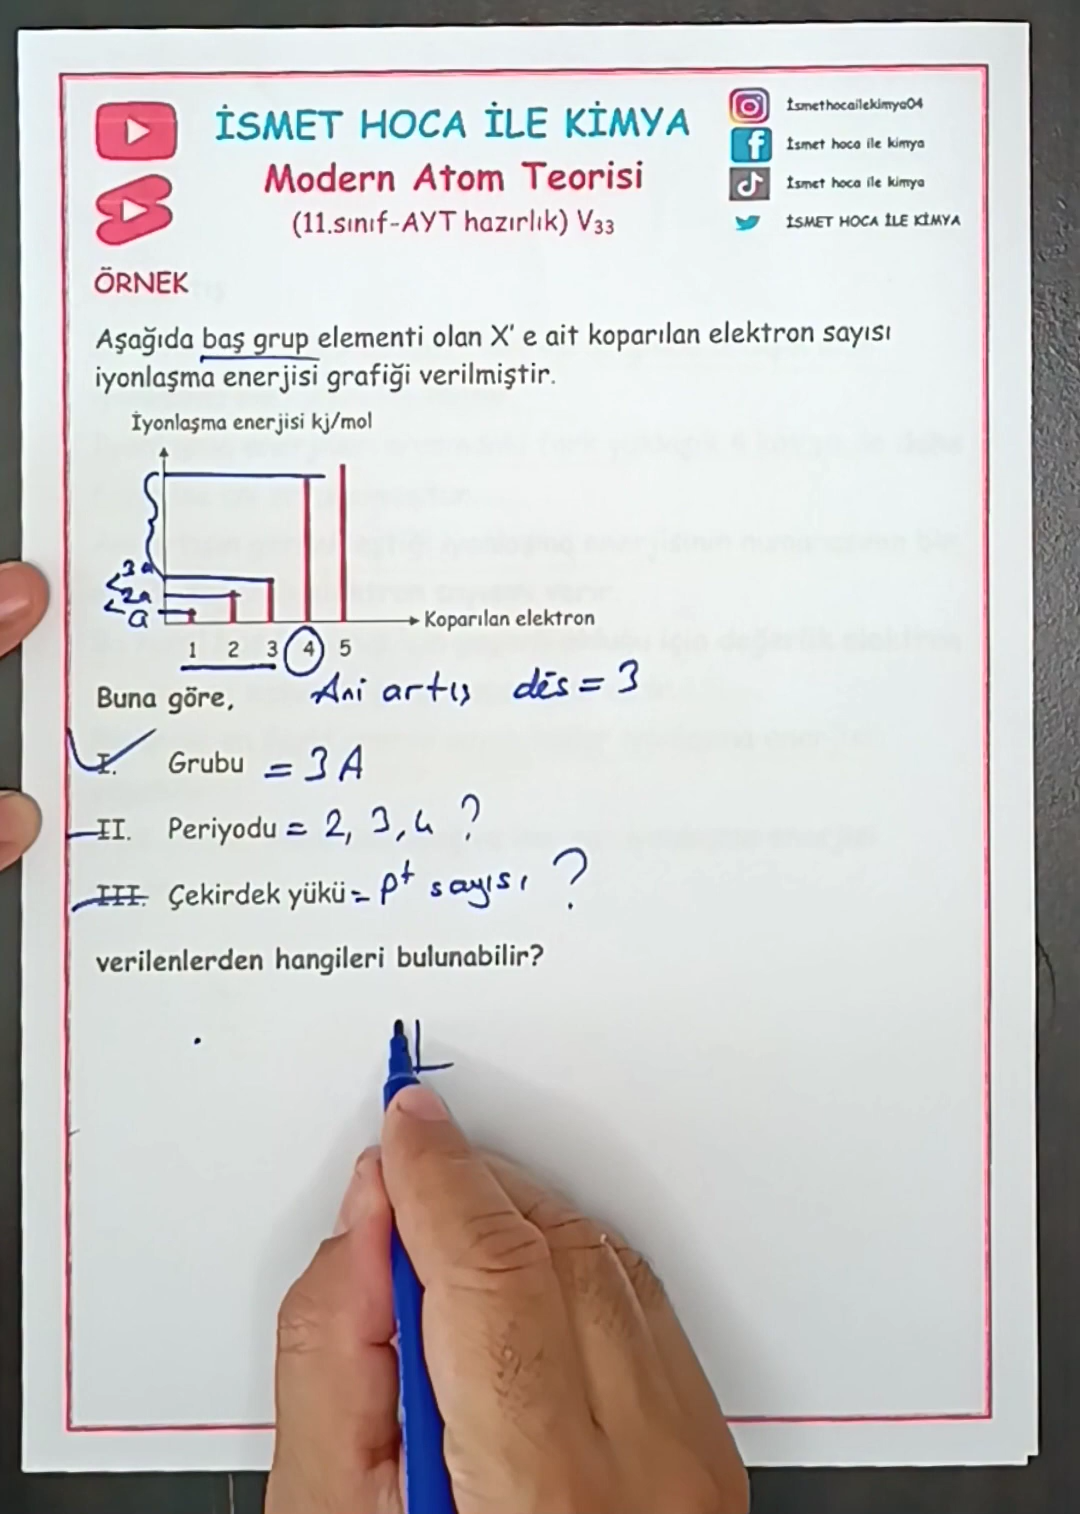 İSMET HOCA İLE KİMYA
Modern Atom Teorisi
(11.sınıf-AYT hazırlık) V33
İsmethocailekimya04
İsmet hoca ile kimya
İsmet hoca ile kimya
İSMET HOCA İLE KİMYA
ÖRNEK
Aşağıda baş grup elementi olan X' e ait koparılan elektron sayısı
iyonlaşma enerjisi grafiği verilmiştir.
İyonlaşma enerjisi kj/mol
3a
2a
a
Koparılan elektron
1 2 3 4 5
Ani artış dēs = 3
Buna göre,
I. Grubu = 3A
II. Periyodu = 2, 3, 4 ?
III. Çekirdek yükü = p+ sayısı ?
verilenlerden hangileri bulunabilir?